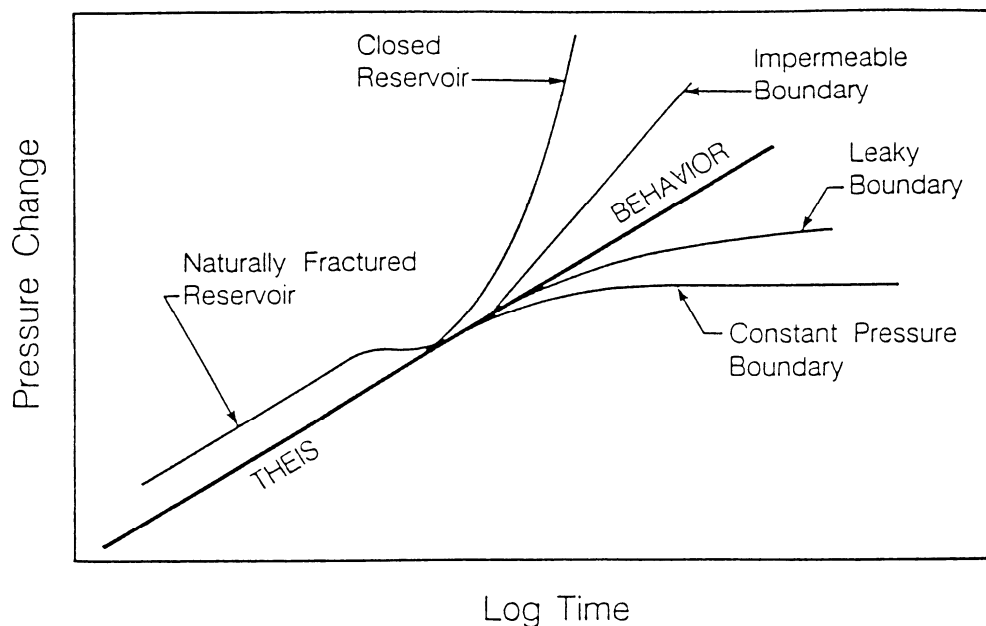 Closed
Reservoir
Impermeable
Boundary
Leaky
Boundary
BEHAVIOR
Naturally Fractured
Reservoir
Constant Pressure
Boundary
THEIS
Pressure Change
Log Time